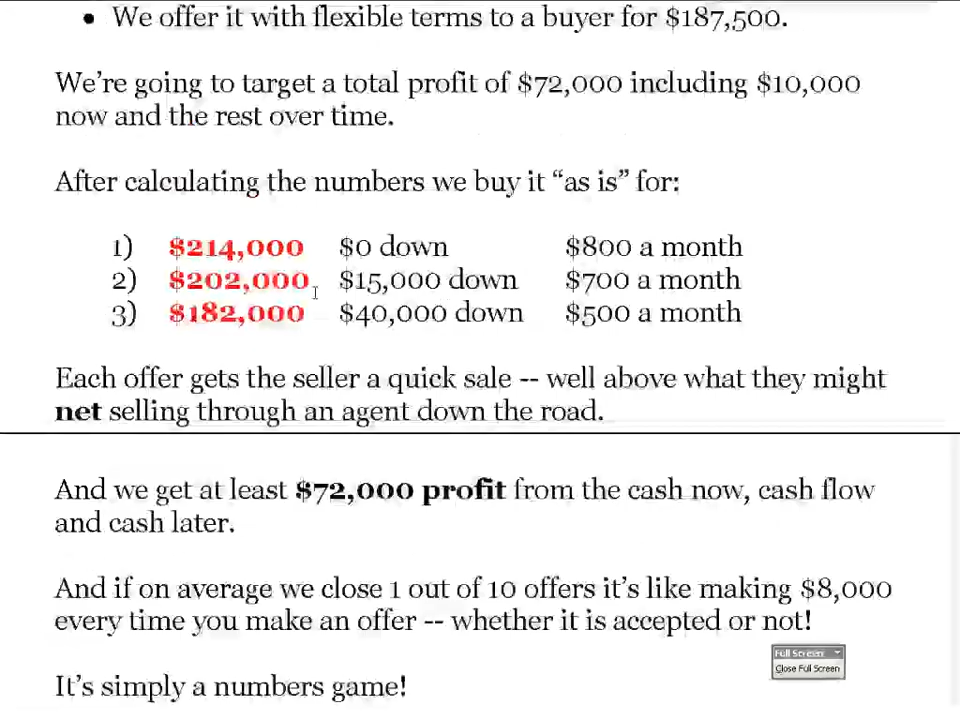 • We offer it with flexible terms to a buyer for $187,500.
We're going to target a total profit of $72,000 including $10,000
now and the rest over time.
After calculating the numbers we buy it “as is” for:
1) $214,000 $0 down $800 a month
2) $202,000 $15,000 down $700 a month
3) $182,000 $40,000 down $500 a month
Each offer gets the seller a quick sale -- well above what they might
net selling through an agent down the road.
And we get at least $72,000 profit from the cash now, cash flow
and cash later.
And if on average we close 1 out of 10 offers it's like making $8,000
every time you make an offer -- whether it is accepted or not!
Full Screen
Close Full Screen
It's simply a numbers game!